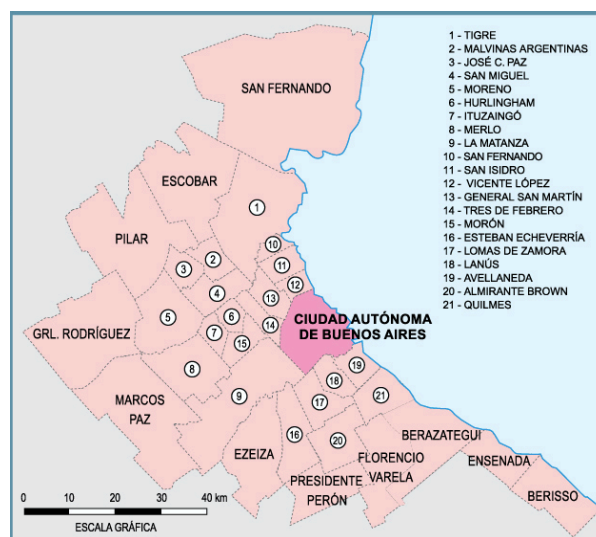 SAN FERNANDO
ESCOBAR
PILAR
GRL. RODRÍGUEZ
MARCOS
PAZ
CIUDAD AUTÓNOMA
DE BUENOS AIRES
EZEIZA
PRESIDENTE
PERÓN
FLORENCIO
VARELA
BERAZATEGUI
ENSENADA
BERISSO
1
2
3
4
5
6
7
8
9
10
11
12
13
14
15
16
17
18
19
20
21
1 - TIGRE
2 - MALVINAS ARGENTINAS
3 - JOSÉ C. PAZ
4 - SAN MIGUEL
5 - MORENO
6 - HURLINGHAM
7 - ITUZAINGÓ
8 - MERLO
9 - LA MATANZA
10 - SAN FERNANDO
11 - SAN ISIDRO
12 - VICENTE LÓPEZ
13 - GENERAL SAN MARTÍN
14 - TRES DE FEBRERO
15 - MORÓN
16 - ESTEBAN ECHEVERRÍA
17 - LOMAS DE ZAMORA
18 - LANÚS
19 - AVELLANEDA
20 - ALMIRANTE BROWN
21 - QUILMES
0 10 20 30 40 km
ESCALA GRÁFICA